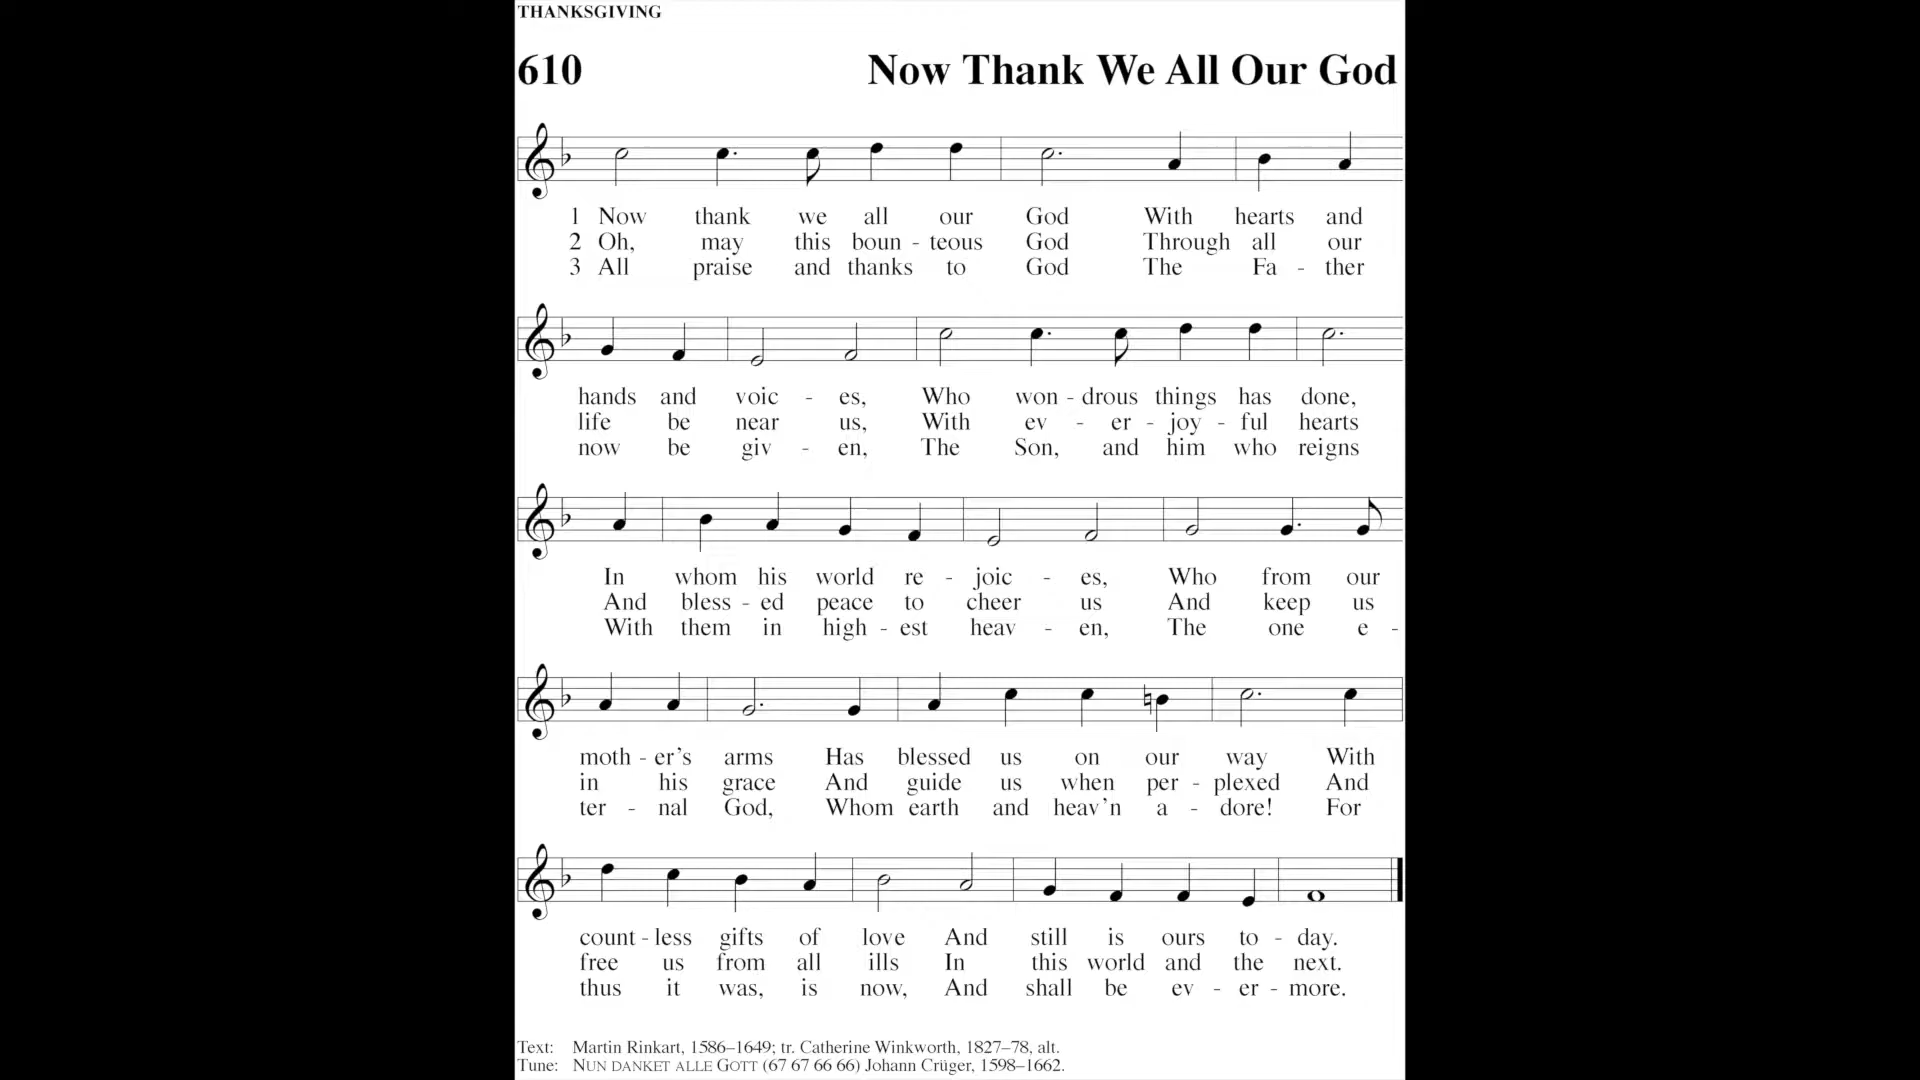 THANKSGIVING
610 Now Thank We All Our God
1 Now thank we all our God With hearts and
2 Oh, may this boun - teous God Through all our
3 All praise and thanks to God The Fa - ther
hands and voic - es, Who won - drous things has done,
life be near us, With ev - er - joy - ful hearts
now be giv - en, The Son, and him who reigns
In whom his world re - joic - es, Who from our
And bless - ed peace to cheer us And keep us
With them in high - est heav - en, The one e -
moth - er's arms Has blessed us on our way With
in his grace And guide us when per - plexed And
ter - nal God, Whom earth and heav'n a - dore! For
count - less gifts of love And still is ours to - day.
free us from all ills In this world and the next.
thus it was, is now, And shall be ev - er - more.
Text: Martin Rinkart, 1586–1649; tr. Catherine Winkworth, 1827–78, alt.
Tune: NUN DANKET ALLE GOTT (67 67 66 66) Johann Crüger, 1598–1662.